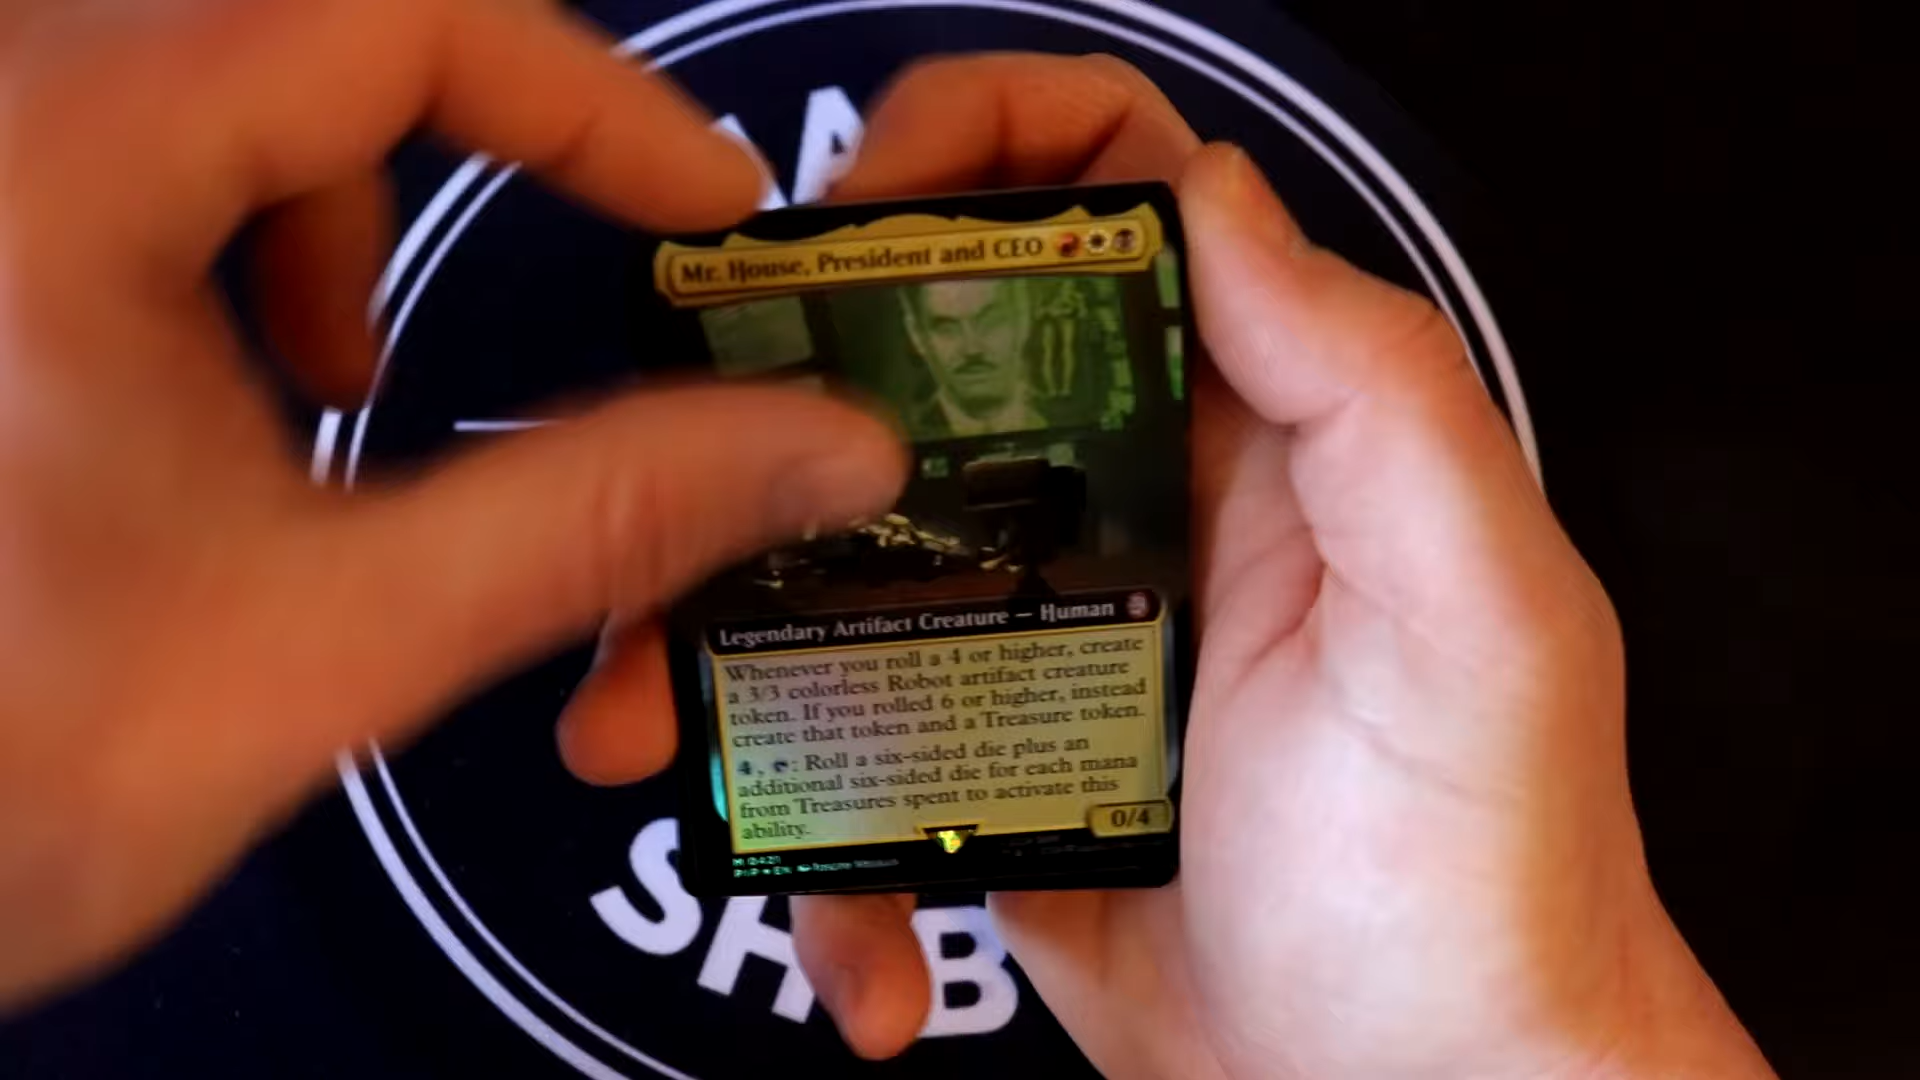 Mr. House, President and CEO
Legendary Artifact Creature — Human
Whenever you roll a 4 or higher, create
a 3/3 colorless Robot artifact creature
token. If you rolled 6 or higher, instead
create that token and a Treasure token.
4, : Roll a six-sided die plus an
additional six-sided die for each mana
from Treasures spent to activate this
ability.
0/4
M 0421
PIP EN